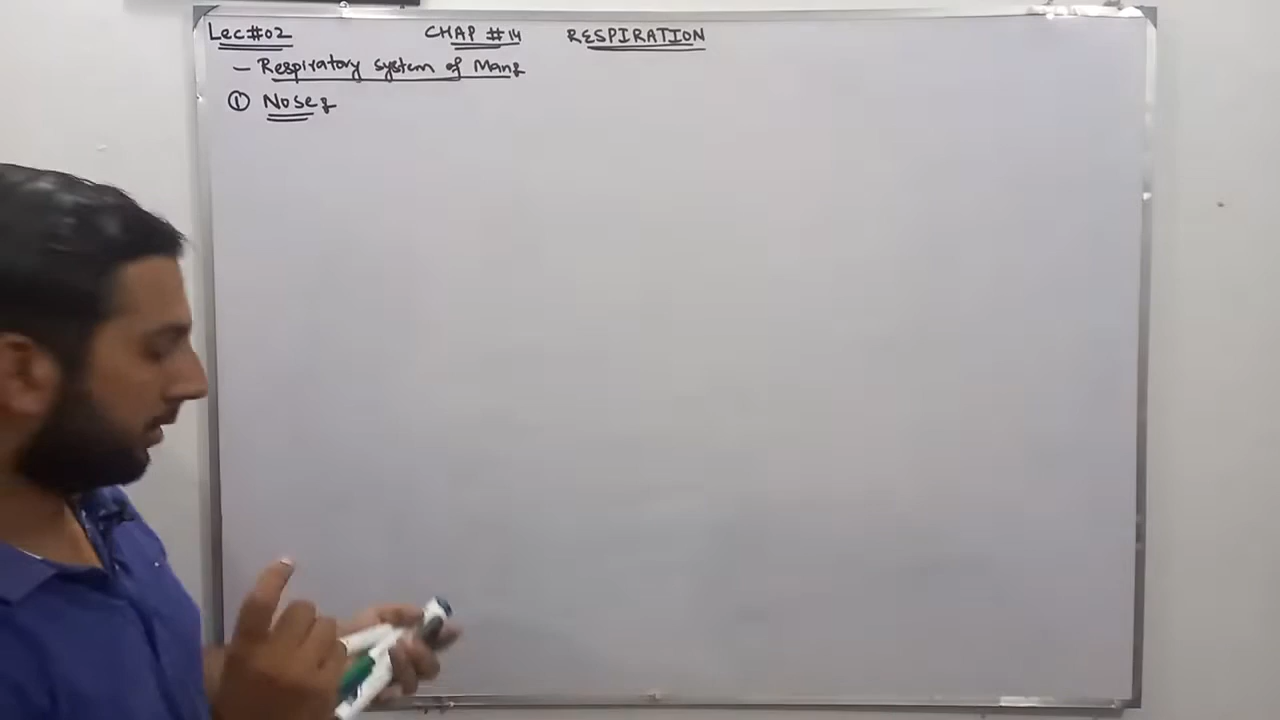 Lec#02 CHAP #14 RESPIRATION
– Respiratory system of Man:
① Nose: